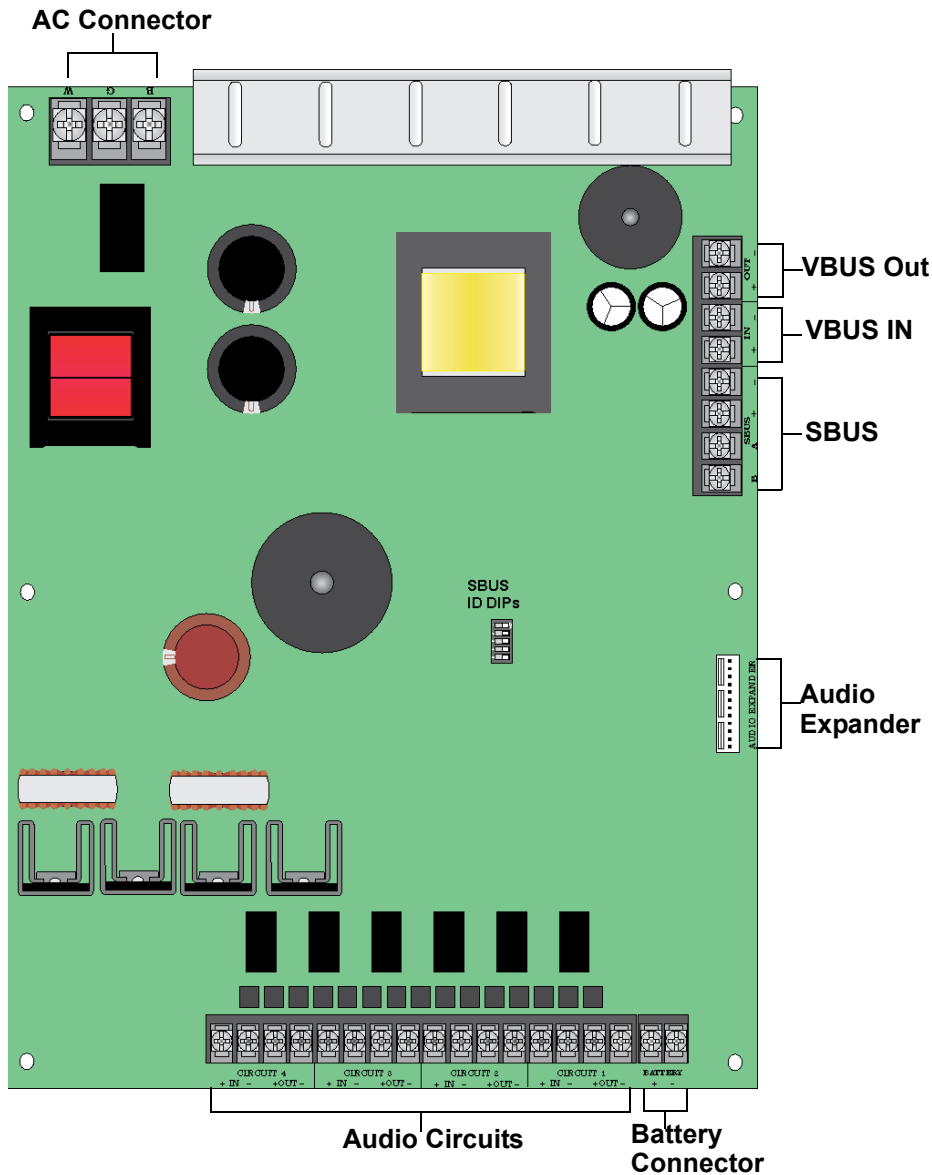 AC Connector
W G B
- OUT +
VBUS Out
- IN +
VBUS IN
- + SBUS A B
SBUS
SBUS
ID DIPs
AUDIO EXPANDER
Audio
Expander
CIRCUIT 4 CIRCUIT 3 CIRCUIT 2 CIRCUIT 1 BATTERY
+ IN - +OUT- + IN - +OUT- + IN - +OUT- + IN - +OUT- + -
Audio Circuits
Battery
Connector